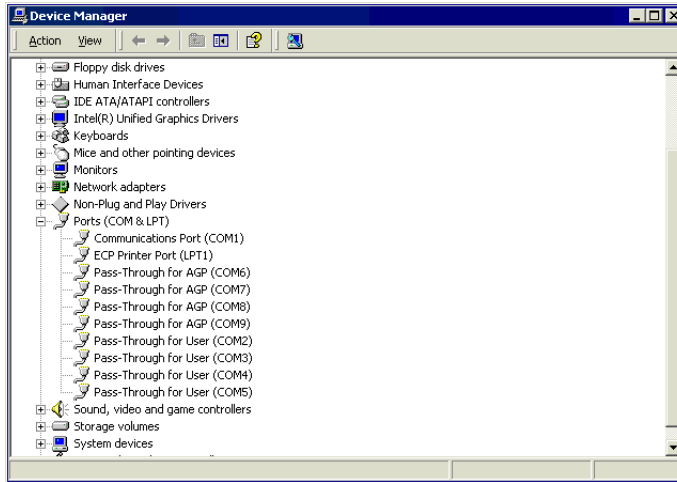 Device Manager
Action View
Floppy disk drives
Human Interface Devices
IDE ATA/ATAPI controllers
Intel(R) Unified Graphics Drivers
Keyboards
Mice and other pointing devices
Monitors
Network adapters
Non-Plug and Play Drivers
Ports (COM & LPT)
Communications Port (COM1)
ECP Printer Port (LPT1)
Pass-Through for AGP (COM6)
Pass-Through for AGP (COM7)
Pass-Through for AGP (COM8)
Pass-Through for AGP (COM9)
Pass-Through for User (COM2)
Pass-Through for User (COM3)
Pass-Through for User (COM4)
Pass-Through for User (COM5)
Sound, video and game controllers
Storage volumes
System devices